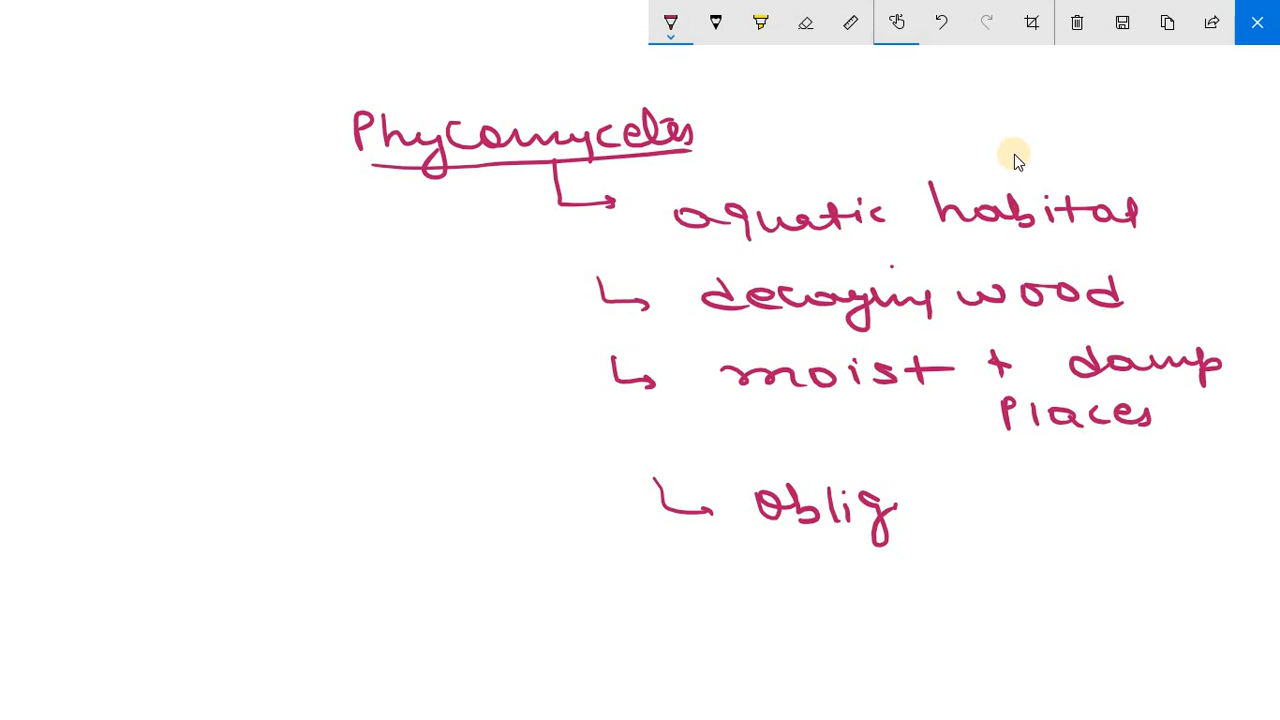 Phycomycetes
aquatic habitat
decaying wood
moist + damp
places
oblig